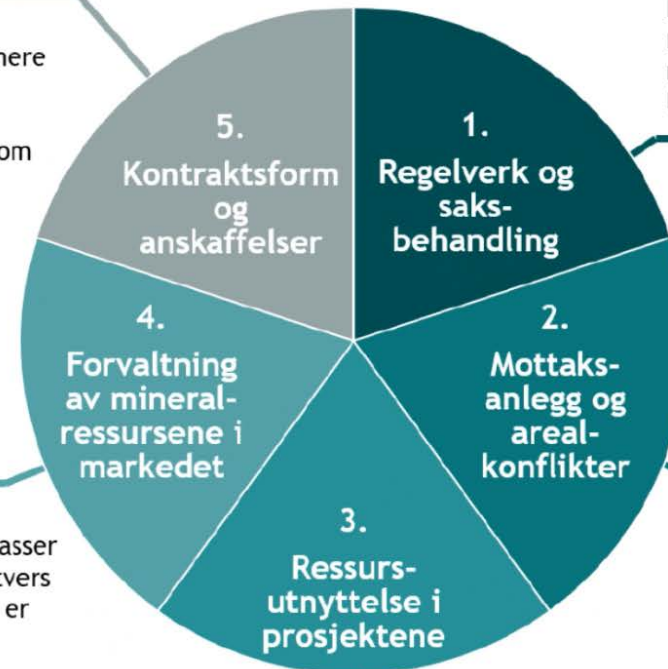 5.
Kontraktsform
og
anskaffelser
1.
Regelverk og
saks-
behandling
2.
Mottaks-
anlegg og
areal-
konflikter
3.
Ressurs-
utnyttelse i
prosjektene
4.
Forvaltning
av mineral-
ressursene i
markedet
er